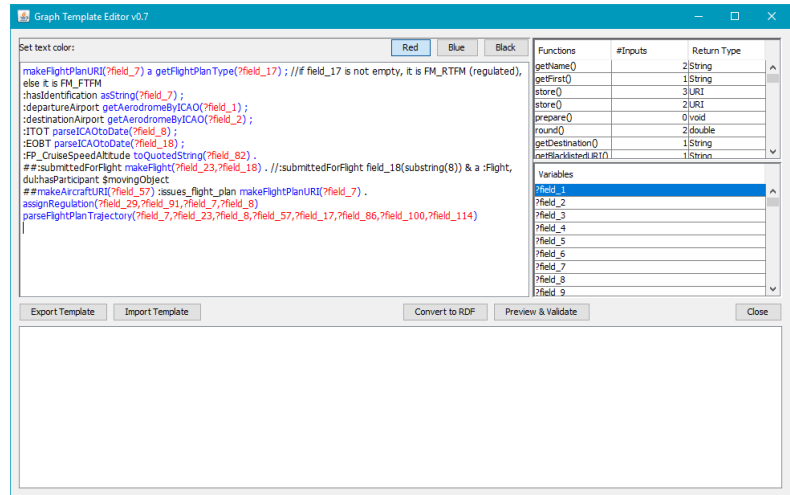 Graph Template Editor v0.7
Set text color:
Red
Blue
Black
makeFlightPlanURI(?field_7) a getFlightPlanType(?field_17) ; //if field_17 is not empty, it is FM_RTFM (regulated),
else it is FM_FTFM
:hasIdentification asString(?field_7) ;
:departureAirport getAerodromeByICAO(?field_1) ;
:destinationAirport getAerodromeByICAO(?field_2) ;
:ITOT parseICAOtoDate(?field_8) ;
:EOBT parseICAOtoDate(?field_18) ;
:FP_CruiseSpeedAltitude toQuotedString(?field_82) .
##:submittedForFlight makeFlight(?field_23,?field_18) . //:submittedForFlight field_18(substring(8)) & a :Flight,
dul:hasParticipant $movingObject
##makeAircraftURI(?field_57) :issues_flight_plan makeFlightPlanURI(?field_7) .
assignRegulation(?field_29,?field_91,?field_7,?field_8)
parseFlightPlanTrajectory(?field_7,?field_23,?field_8,?field_57,?field_17,?field_86,?field_100,?field_114)
Functions #Inputs Return Type
getName() 2 String
getFirst() 1 String
store() 3 URI
store() 2 URI
prepare() 0 void
round() 2 double
getDestination() 1 String
getBlacklistedURI() 1 String
Variables
?field_1
?field_2
?field_3
?field_4
?field_5
?field_6
?field_7
?field_8
?field_9
Export Template
Import Template
Convert to RDF
Preview & Validate
Close